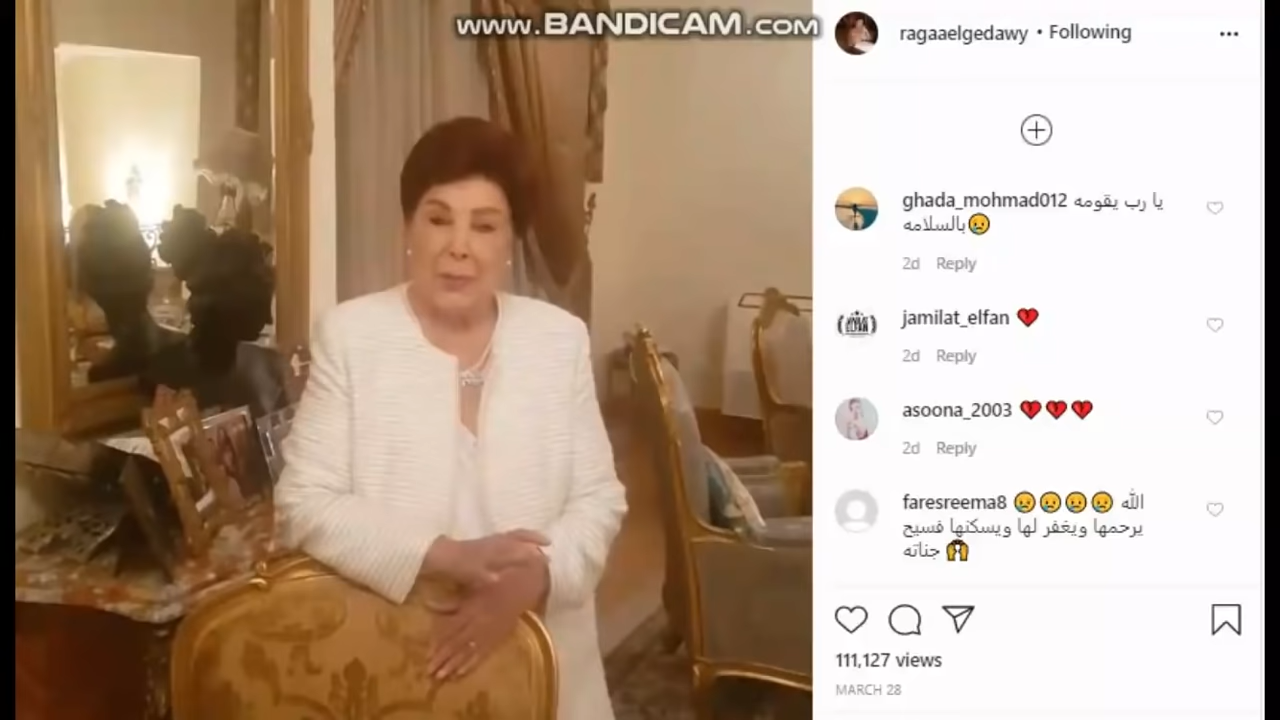 www.BANDICAM.com
ragaaelgedawy • Following
ghada_mohmad012 يا رب يقومه
بالسلامه😢
2d Reply
jamilat_elfan 💔
2d Reply
asoona_2003 💔💔💔
2d Reply
faresreema8 😢😢😢😢 الله
يرحمها ويغفر لها ويسكنها فسيح
جناته 🙌
111,127 views
MARCH 28